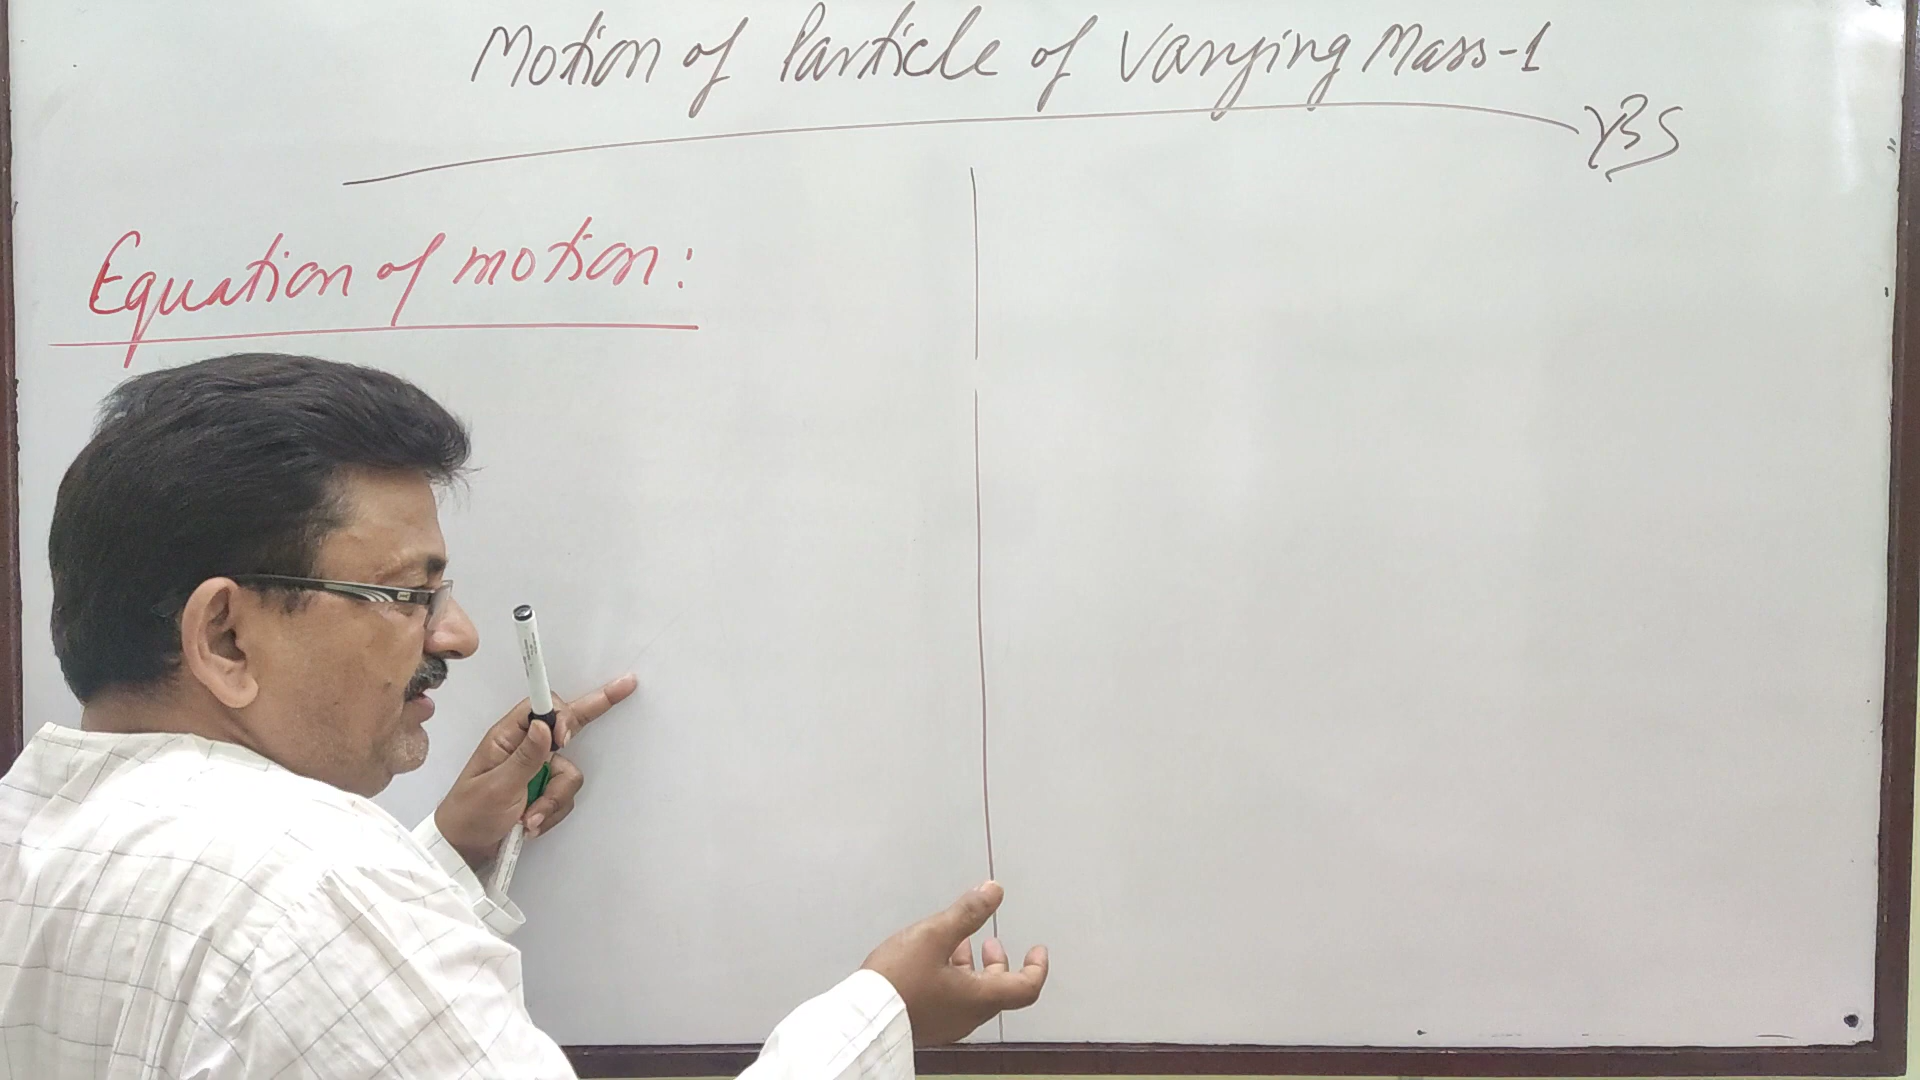 Motion of Particle of Varying Mass-1
YBS
Equation of motion: